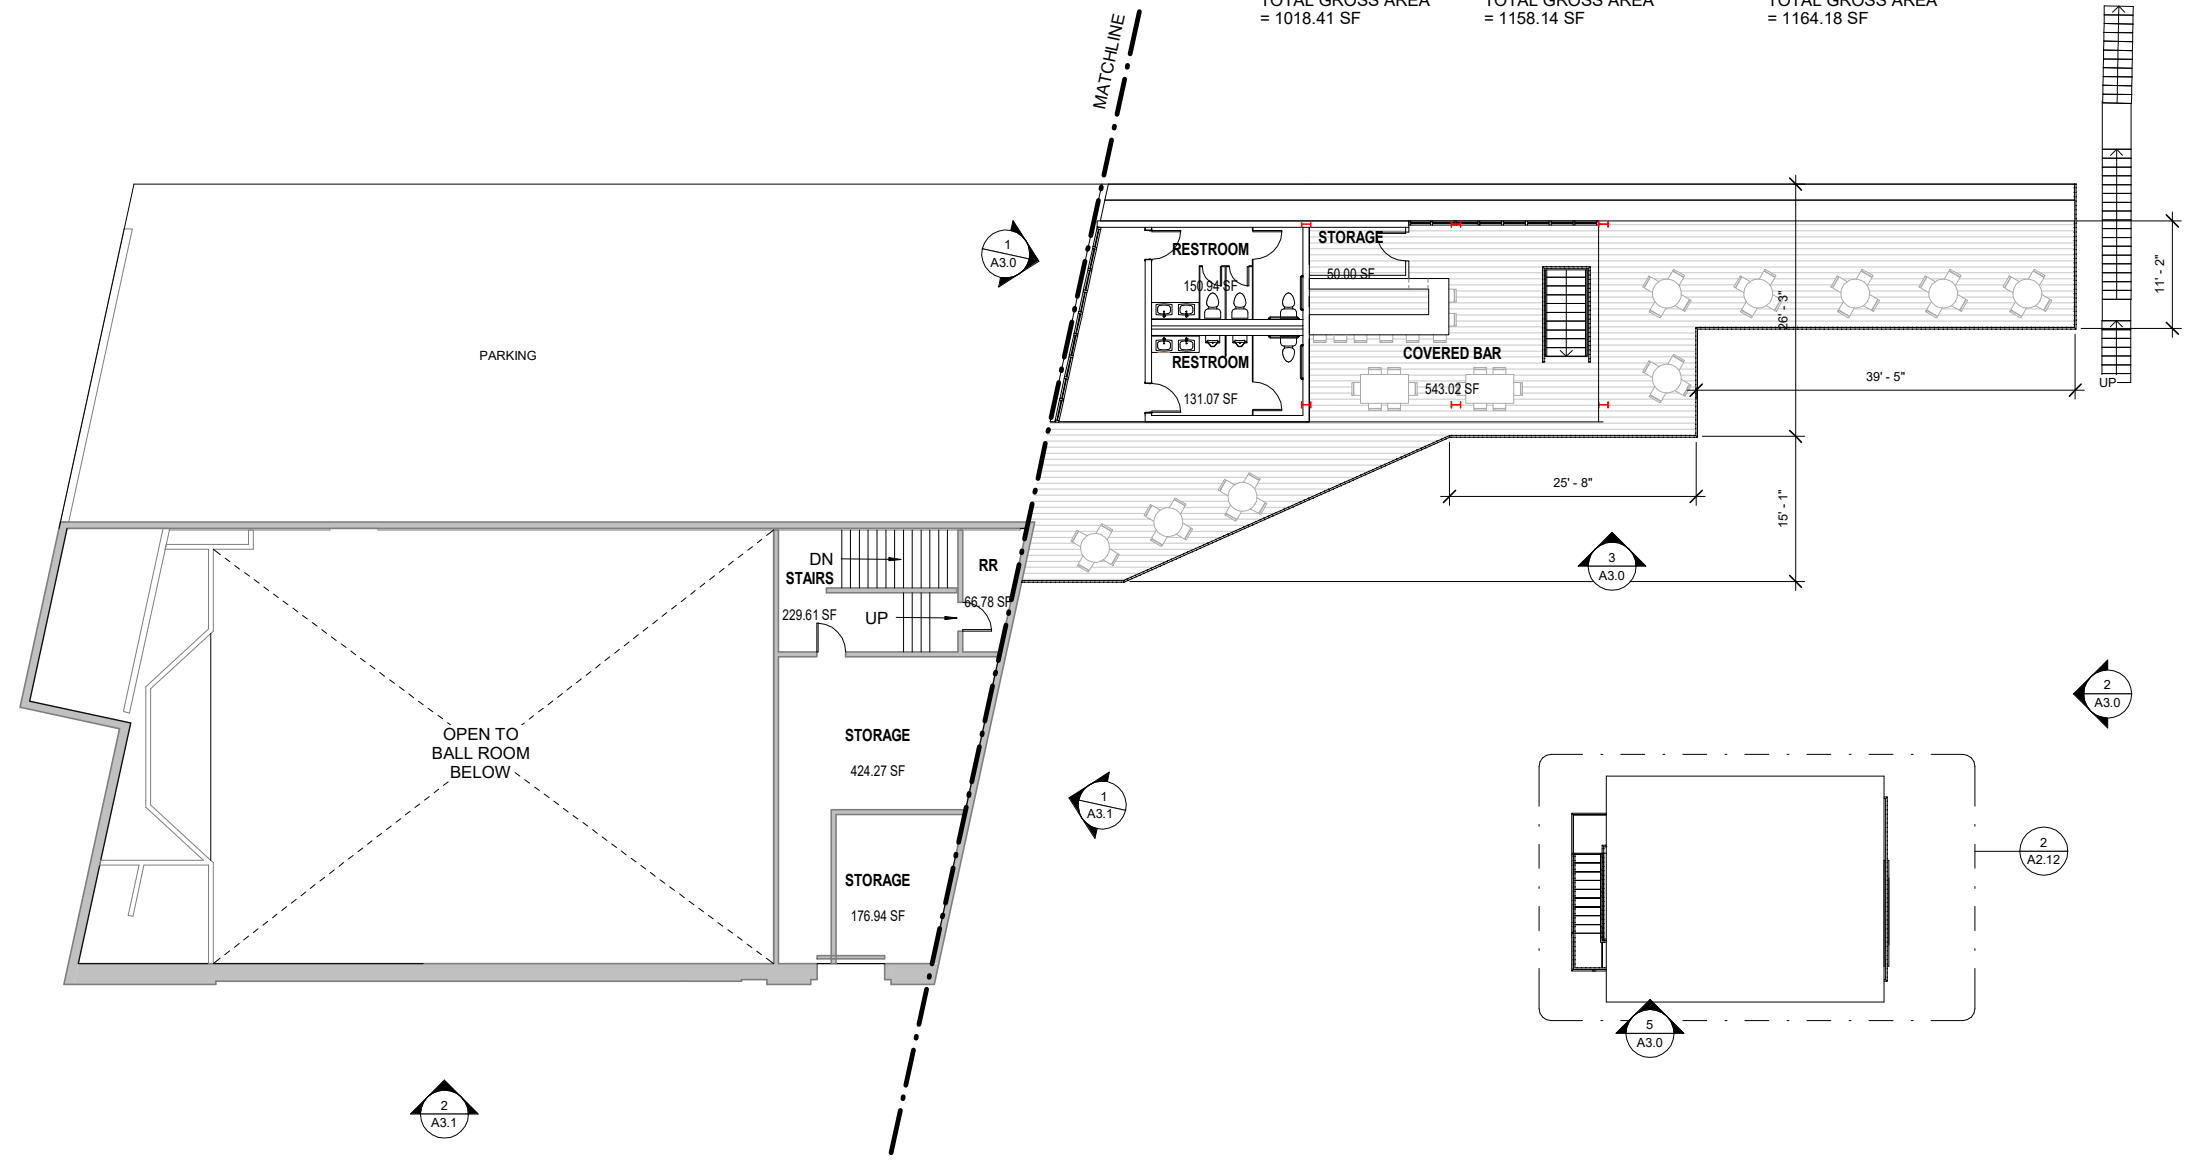 TOTAL GROSS AREA
= 1018.41 SF
TOTAL GROSS AREA
= 1158.14 SF
TOTAL GROSS AREA
= 1164.18 SF
MATCHLINE
1
A3.0
RESTROOM
150.94 SF
STORAGE
50.00 SF
26' - 3"
11' - 2"
PARKING
RESTROOM
131.07 SF
COVERED BAR
543.02 SF
39' - 5"
UP
25' - 8"
15' - 1"
3
A3.0
DN
STAIRS
229.61 SF
UP
RR
66.78 SF
OPEN TO
BALL ROOM
BELOW
STORAGE
424.27 SF
2
A3.0
1
A3.1
2
A2.12
STORAGE
176.94 SF
5
A3.0
2
A3.1